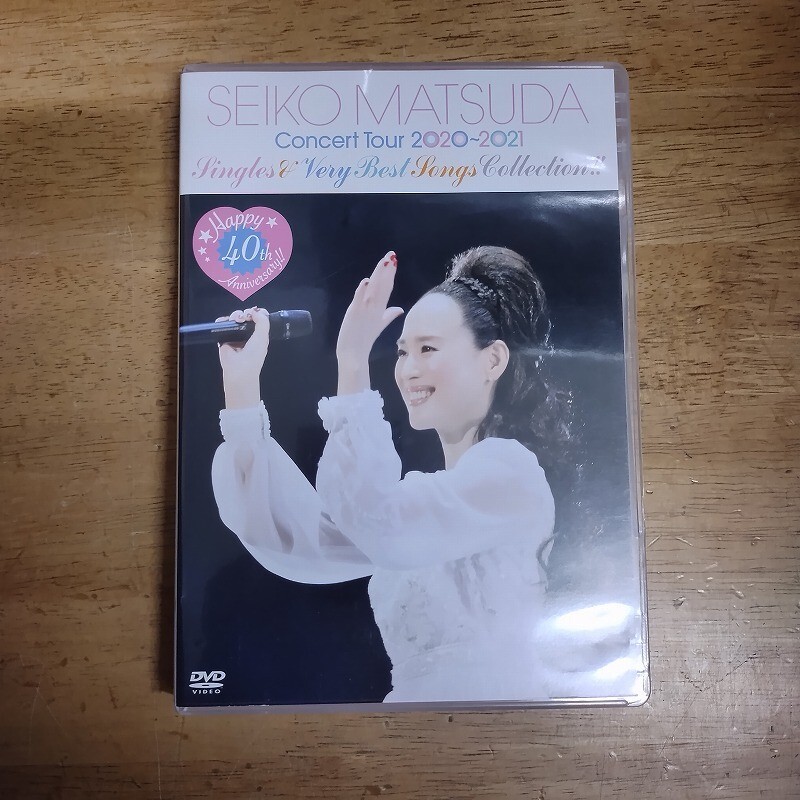 SEIKO MATSUDA
Concert Tour 2020~2021
Singles & Very Best Songs Collection!!
Happy
40th
Anniversary!!
DVD
VIDEO